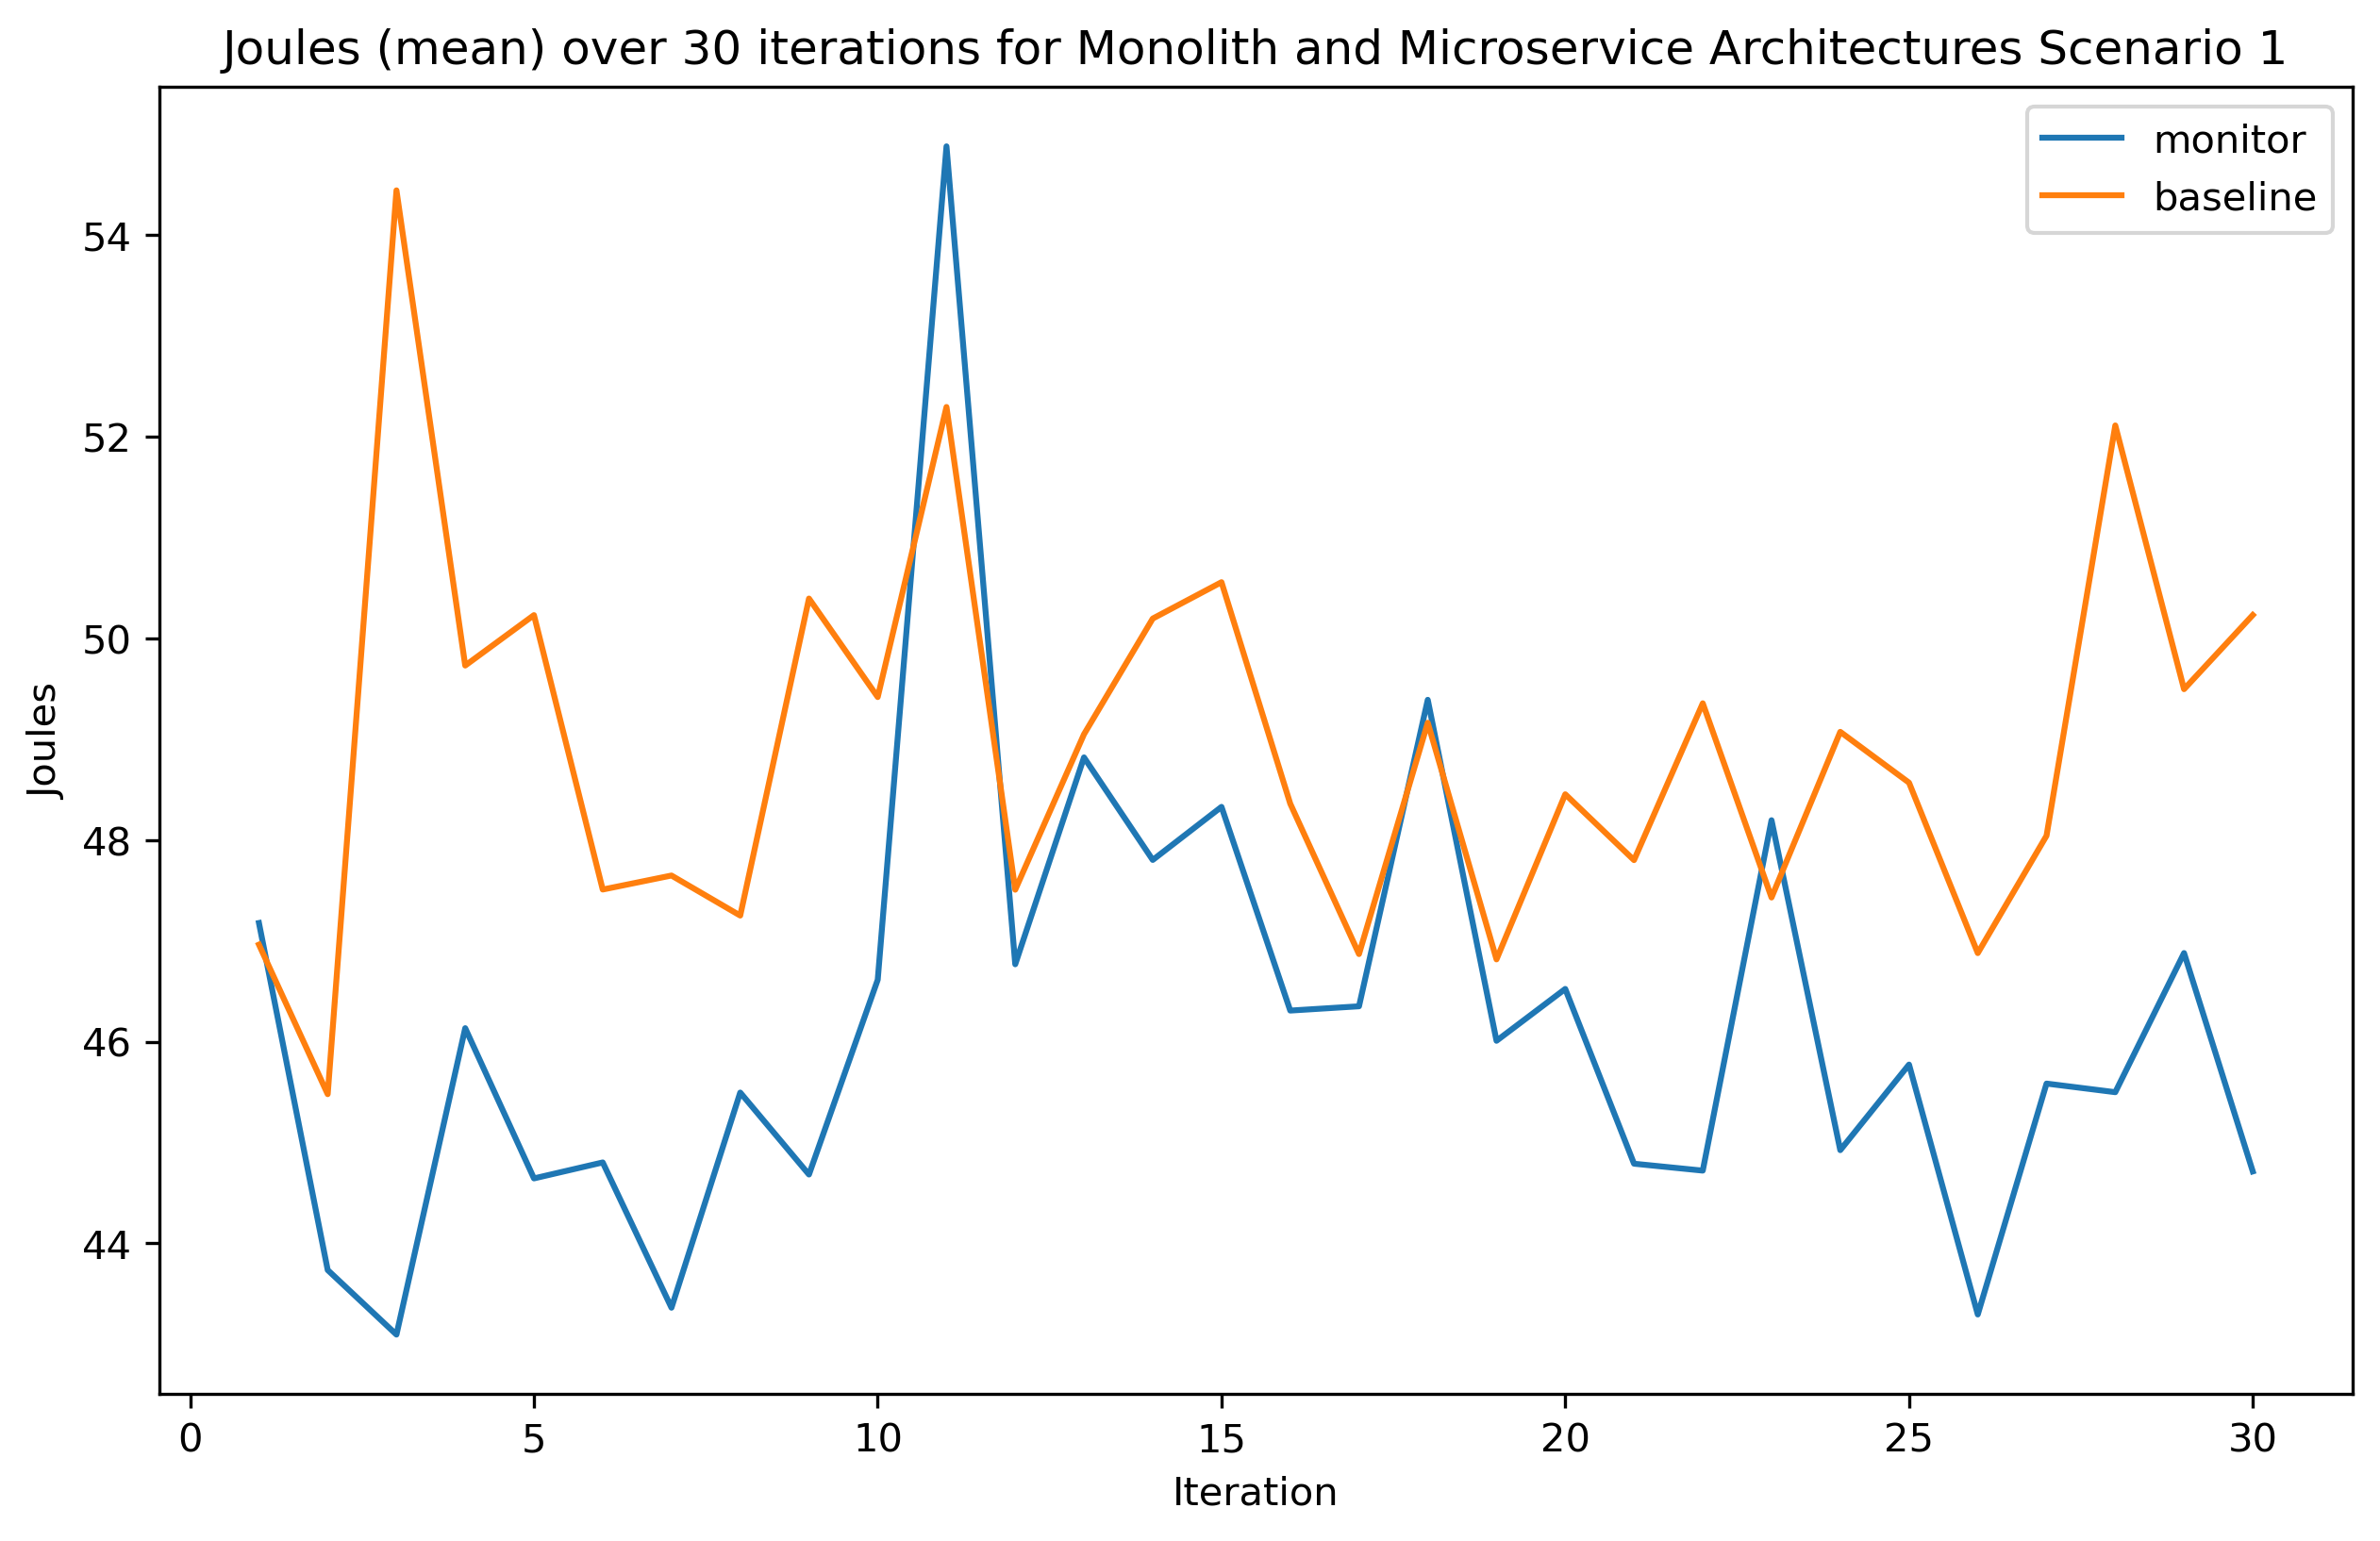 Joules (mean) over 30 iterations for Monolith and Microservice Architectures Scenario 1
monitor
baseline
54
52
50
48
46
44
Joules
0 5 10 15 20 25 30
Iteration